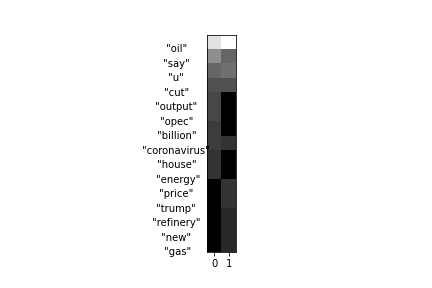 "oil"
"say"
"u"
"cut"
"output"
"opec"
"billion"
"coronavirus"
"house"
"energy"
"price"
"trump"
"refinery"
"new"
"gas"
0 1